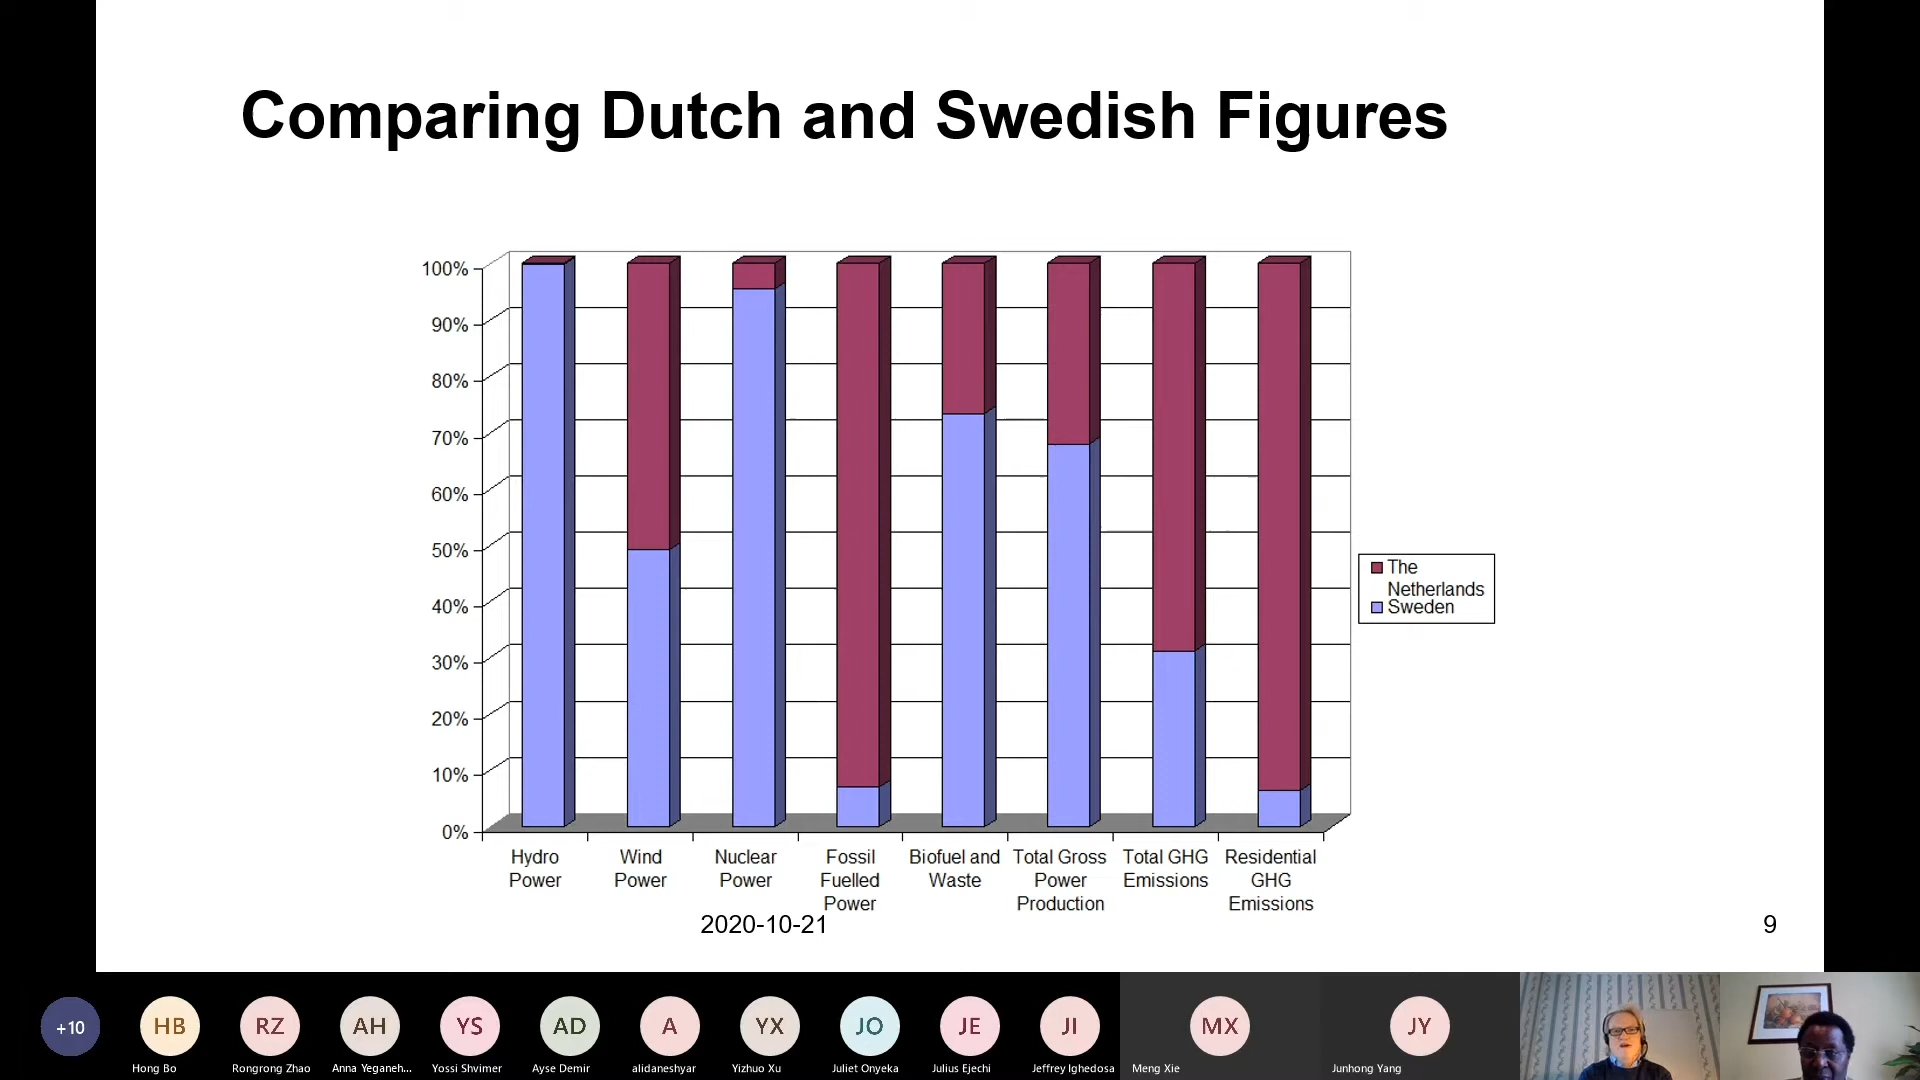 Comparing Dutch and Swedish Figures
100%
90%
80%
70%
60%
50%
40%
30%
20%
10%
0%
The
Netherlands
Sweden
Hydro
Power
Wind
Power
Nuclear
Power
Fossil
Fuelled
Power
Biofuel and
Waste
Total Gross
Power
Production
Total GHG
Emissions
Residential
GHG
Emissions
2020-10-21
9
+10
HB
RZ
AH
YS
AD
A
YX
JO
JE
JI
MX
JY
Hong Bo
Rongrong Zhao
Anna Yeganeh...
Yossi Shvimer
Ayse Demir
alidaneshyar
Yizhuo Xu
Juliet Onyeka
Julius Ejechi
Jeffrey Ighedosa
Meng Xie
Junhong Yang